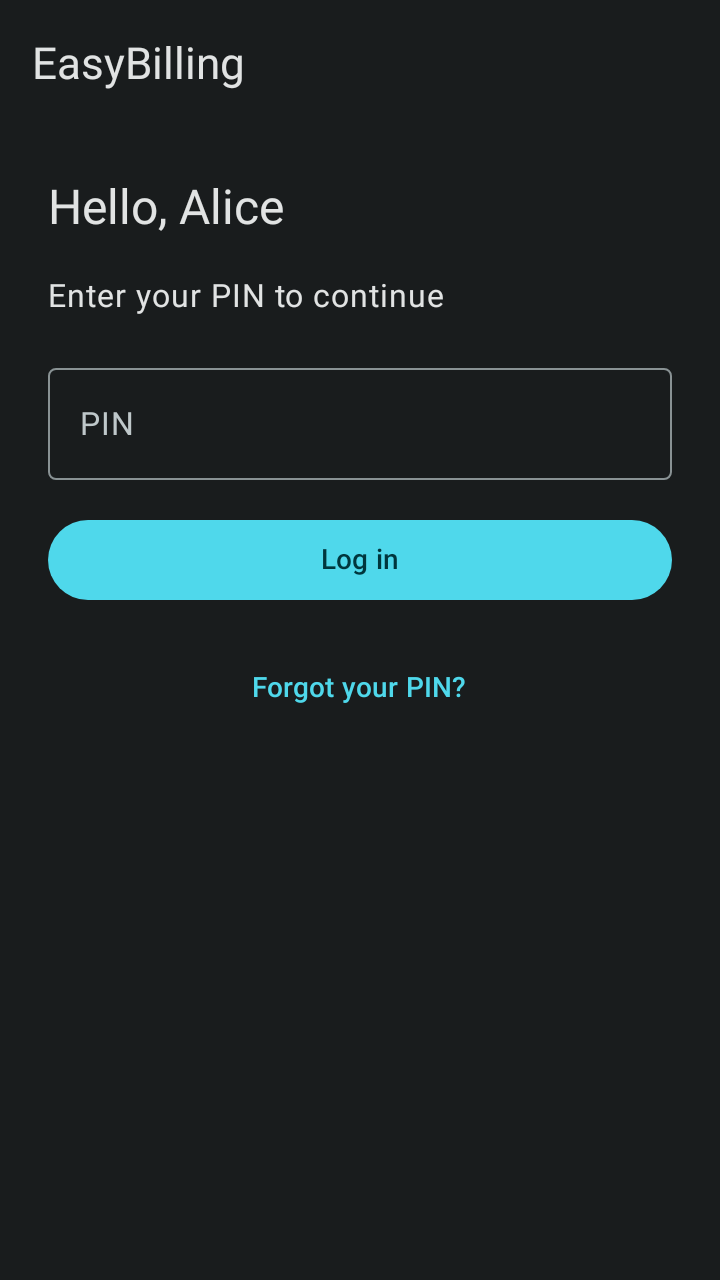 EasyBilling
Hello, Alice
Enter your PIN to continue
PIN
Log in
Forgot your PIN?